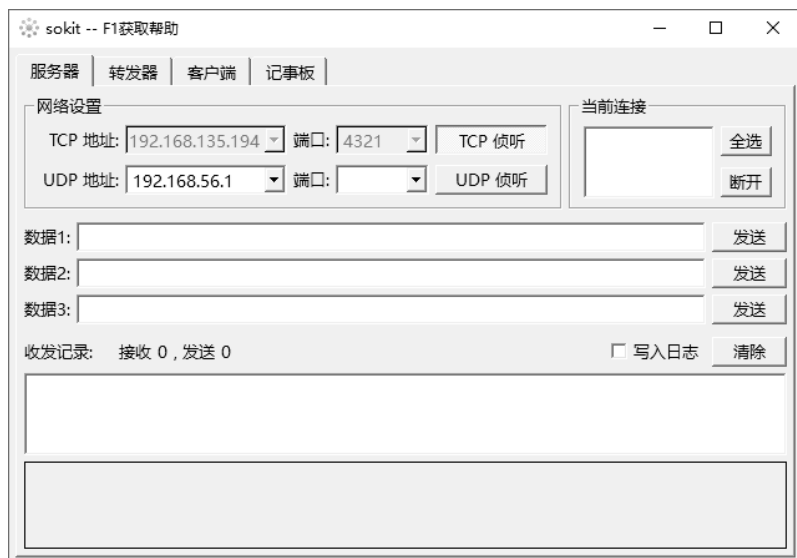 sokit -- F1获取帮助
服务器 转发器 客户端 记事板
网络设置 当前连接
TCP 地址: 192.168.135.194 端口: 4321 TCP 侦听 全选
UDP 地址: 192.168.56.1 端口: UDP 侦听 断开
数据1: 发送
数据2: 发送
数据3: 发送
收发记录: 接收 0 , 发送 0 写入日志 清除